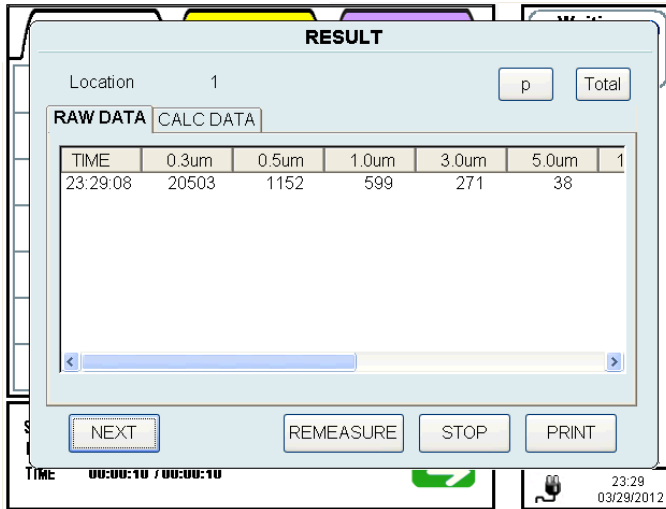 RESULT
Location 1 p Total
RAW DATA CALC DATA
TIME 0.3um 0.5um 1.0um 3.0um 5.0um 1
23:29:08 20503 1152 599 271 38
NEXT REMEASURE STOP PRINT
TIME 00:00:10 / 00:00:10
23:29
03/29/2012